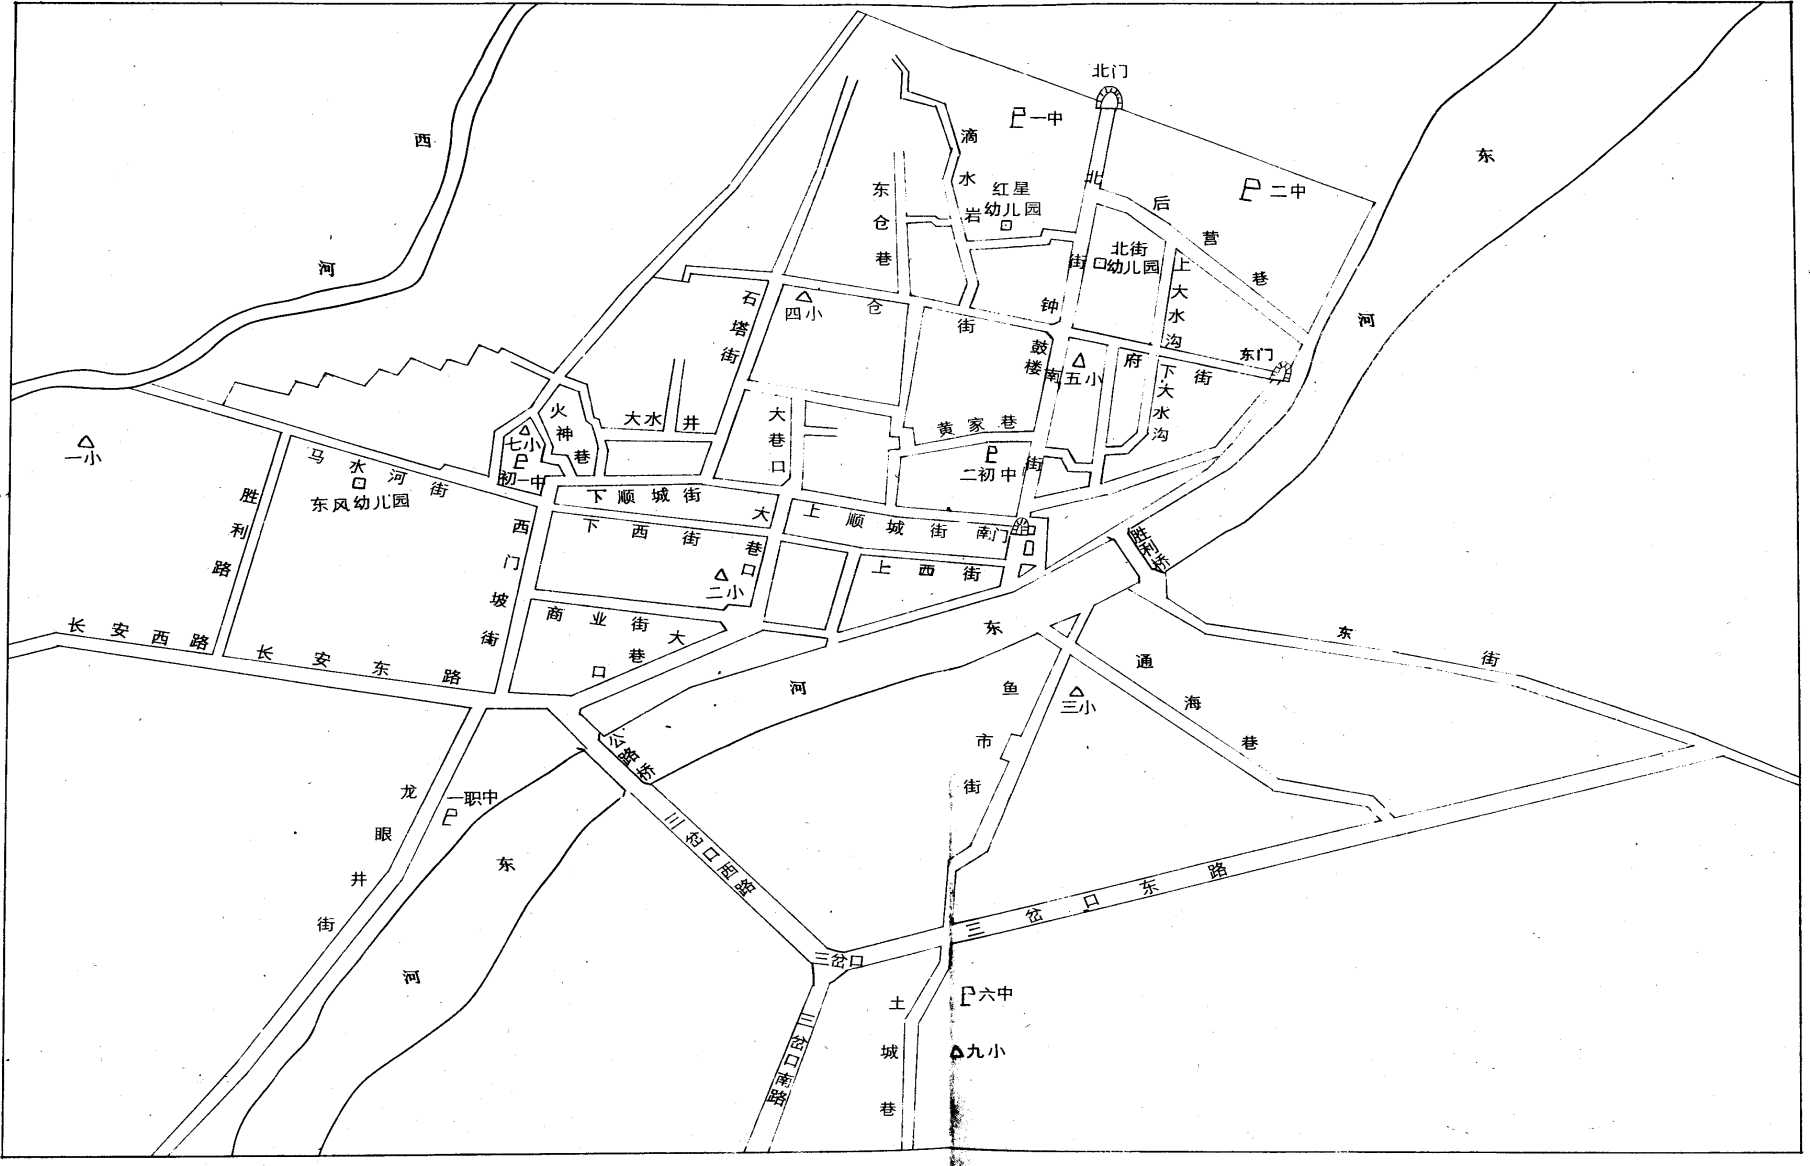 北门
一中
西河
滴水岩
东河
东仓巷
红星
幼儿园
北街
后营巷
二中
北街
幼儿园
上大水沟
石塔街
四小
仓街
钟鼓楼南街
五小
府街
东门
下大水沟
火神巷
大水井
大巷口
黄家巷
七小
初一中
二初中
一小
马水河街
东风幼儿园
胜利路
下顺城街
上顺城街
南门
大巷口
西门坡街
下西街
上西街
二小
胜利桥
商业街
大巷口
长安西路
长安东路
东河
东街
通海巷
鱼市街
三小
公路桥
龙眼井街
一职中
三岔口西路
东河
三岔口东路
三岔口
六中
土城巷
三岔口南路
九小